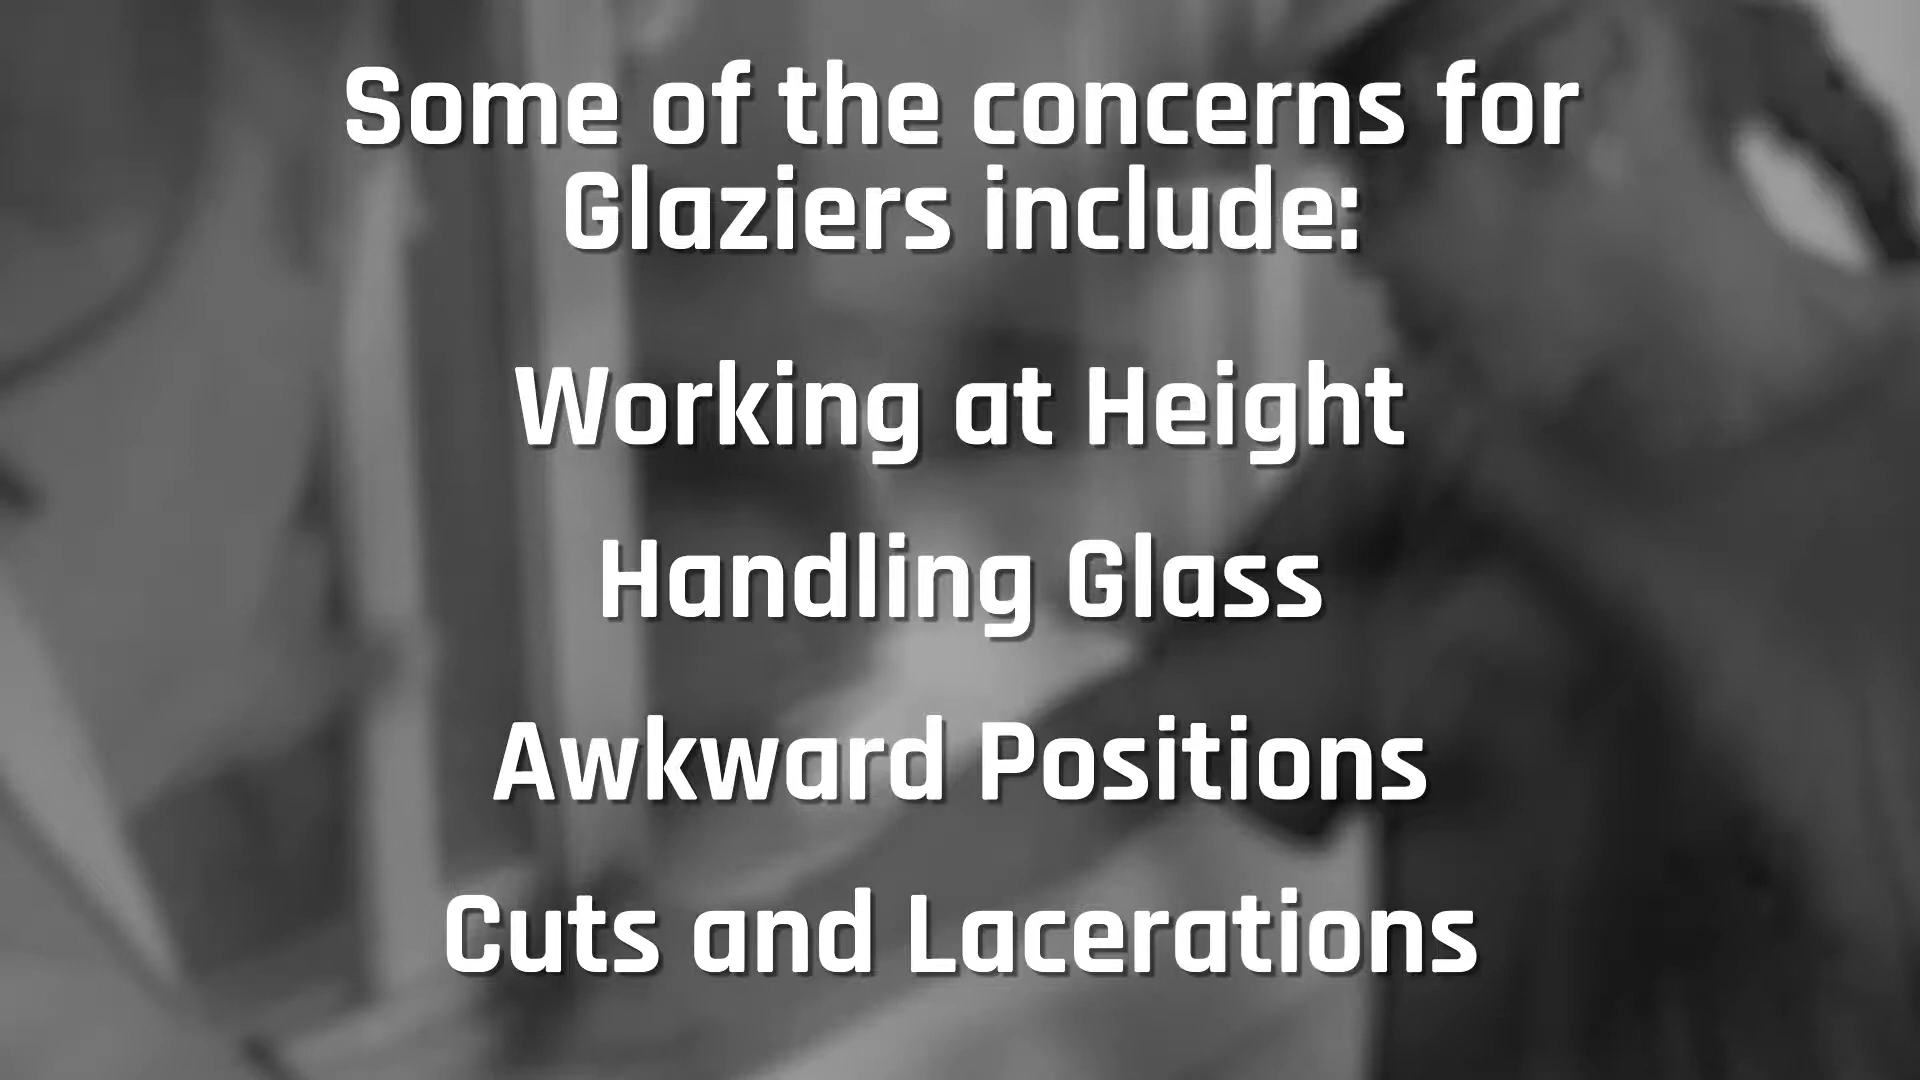 Some of the concerns for
Glaziers include:
Working at Height
Handling Glass
Awkward Positions
Cuts and Lacerations